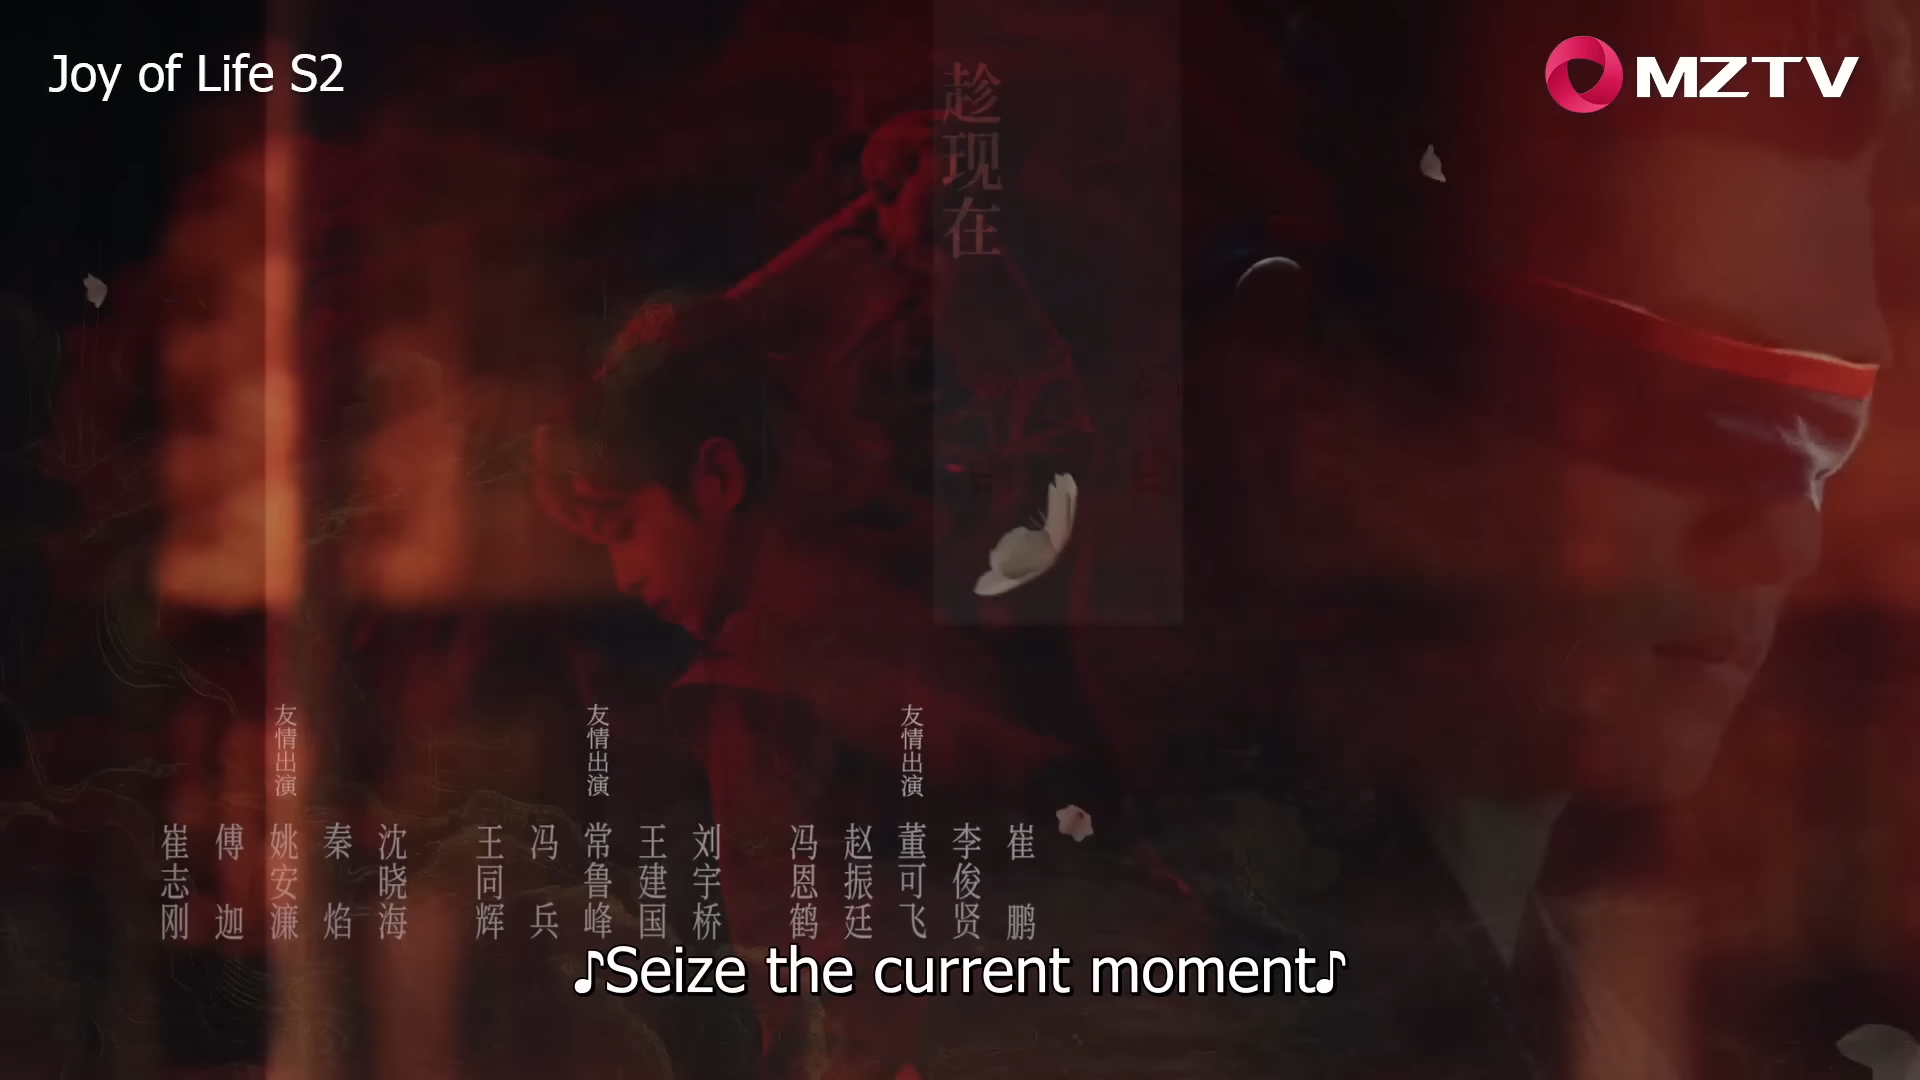 Joy of Life S2
MZTV
趁现在
友情出演
崔鹏
李俊贤
董可飞
赵振廷
冯恩鹤
友情出演
刘宇桥
王建国
常鲁峰
冯兵
王同辉
友情出演
沈晓海
秦焰
姚安濂
傅迦
崔志刚
♪Seize the current moment♪